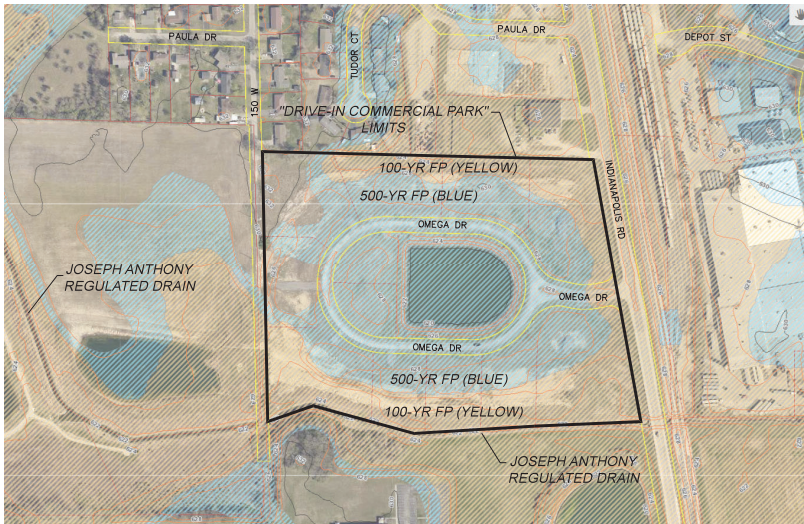 PAULA DR
PAULA DR
DEPOT ST
TUDOR CT
150 W
"DRIVE-IN COMMERCIAL PARK"
LIMITS
100-YR FP (YELLOW)
500-YR FP (BLUE)
INDIANAPOLIS RD
OMEGA DR
JOSEPH ANTHONY
REGULATED DRAIN
OMEGA DR
OMEGA DR
500-YR FP (BLUE)
100-YR FP (YELLOW)
JOSEPH ANTHONY
REGULATED DRAIN